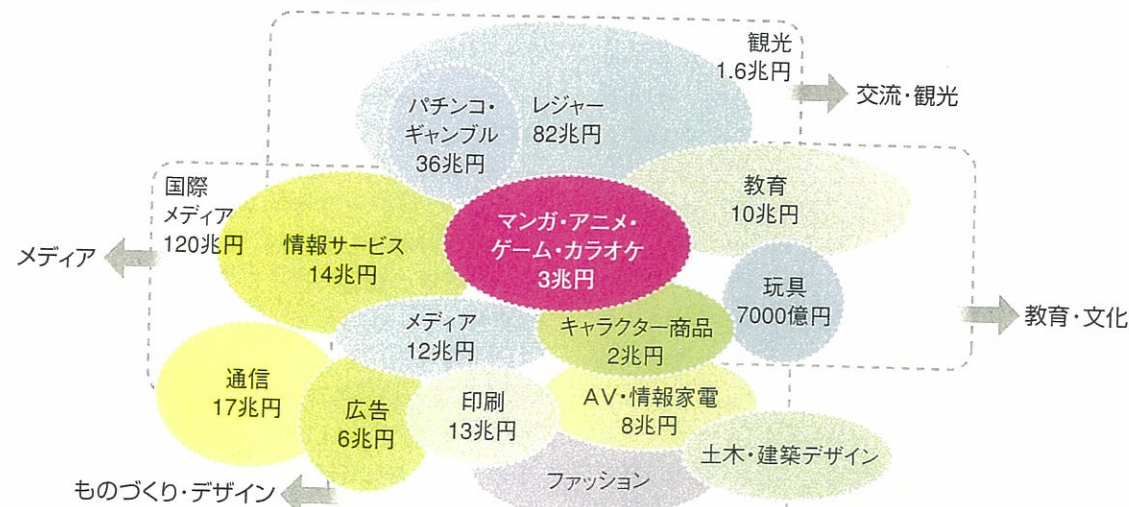 観光
1.6兆円
交流・観光
パチンコ・
ギャンブル
36兆円
レジャー
82兆円
国際
メディア
120兆円
メディア
情報サービス
14兆円
マンガ・アニメ・
ゲーム・カラオケ
3兆円
教育
10兆円
玩具
7000億円
教育・文化
メディア
12兆円
キャラクター商品
2兆円
通信
17兆円
広告
6兆円
印刷
13兆円
AV・情報家電
8兆円
土木・建築デザイン
ファッション
ものづくり・デザイン